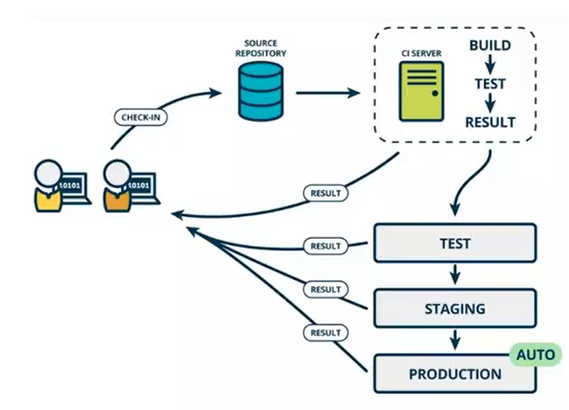 SOURCE
REPOSITORY
CI SERVER
BUILD
TEST
RESULT
CHECK-IN
10101
10101
RESULT
RESULT
TEST
RESULT
STAGING
RESULT
AUTO
PRODUCTION